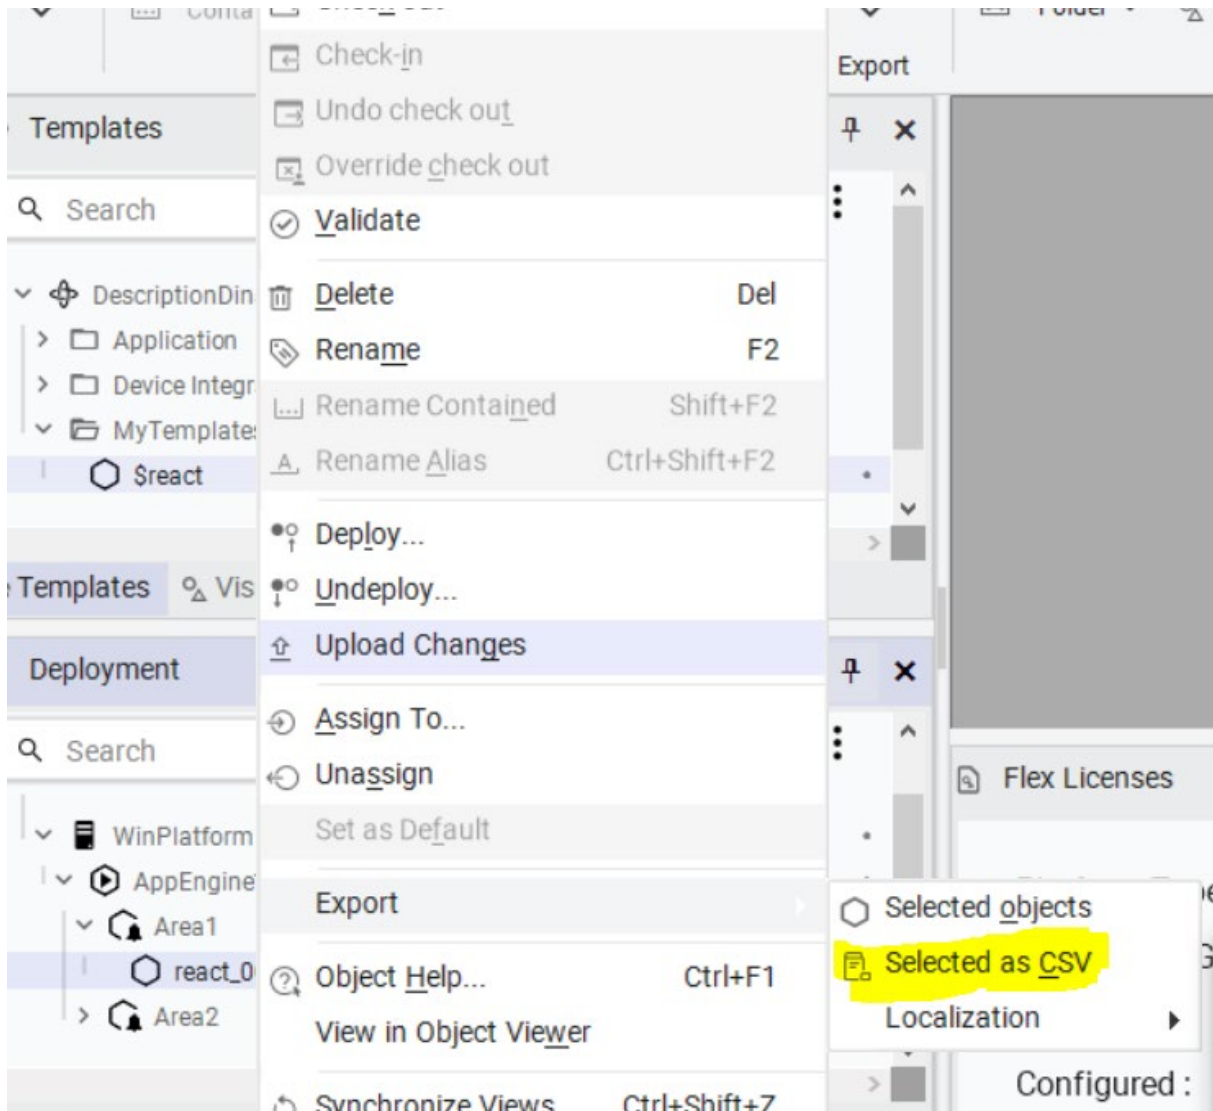 Export
Templates
Search
DescriptionDin
Application
Device Integr
MyTemplates
$react
Templates
Vis
Deployment
Search
WinPlatform
AppEngine
Area1
react_0
Area2
Check-in
Undo check out
Override check out
Validate
Delete Del
Rename F2
Rename Contained Shift+F2
Rename Alias Ctrl+Shift+F2
Deploy...
Undeploy...
Upload Changes
Assign To...
Unassign
Set as Default
Export
Object Help... Ctrl+F1
View in Object Viewer
Synchronize Views Ctrl+Shift+Z
Selected objects
Selected as CSV
Localization
Flex Licenses
Configured :